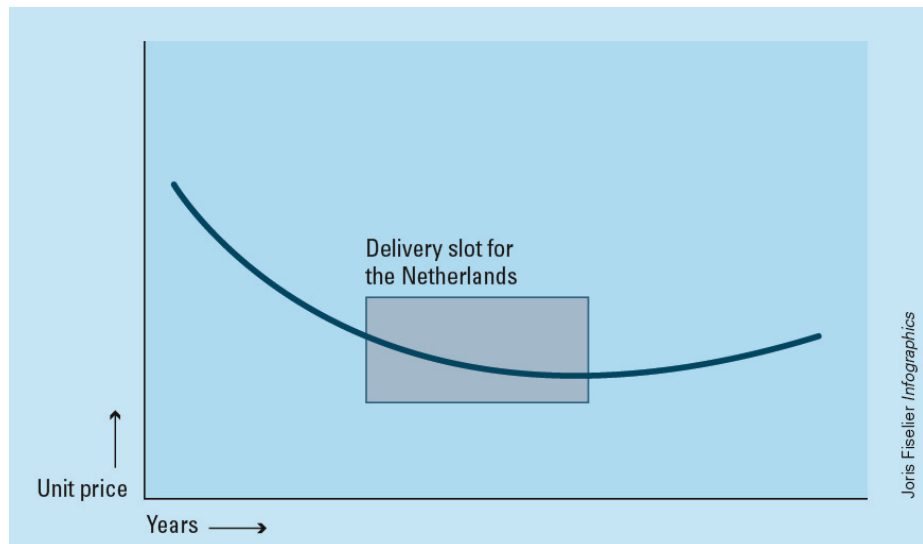 Delivery slot for
the Netherlands
Unit price
Years
Joris Fiselier Infographics